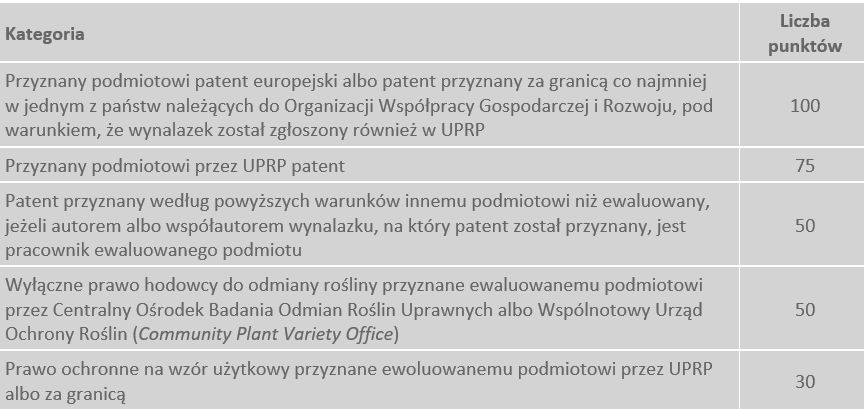 Kategoria
Liczba
punktów
Przyznany podmiotowi patent europejski albo patent przyznany za granicą co najmniej
w jednym z państw należących do Organizacji Współpracy Gospodarczej i Rozwoju, pod
warunkiem, że wynalazek został zgłoszony również w UPRP
100
Przyznany podmiotowi przez UPRP patent
75
Patent przyznany według powyższych warunków innemu podmiotowi niż ewaluowany,
jeżeli autorem albo współautorem wynalazku, na który patent został przyznany, jest
pracownik ewaluowanego podmiotu
50
Wyłączne prawo hodowcy do odmiany rośliny przyznane ewaluowanemu podmiotowi
przez Centralny Ośrodek Badania Odmian Roślin Uprawnych albo Wspólnotowy Urząd
Ochrony Roślin (Community Plant Variety Office)
50
Prawo ochronne na wzór użytkowy przyznane ewoluowanemu podmiotowi przez UPRP
albo za granicą
30